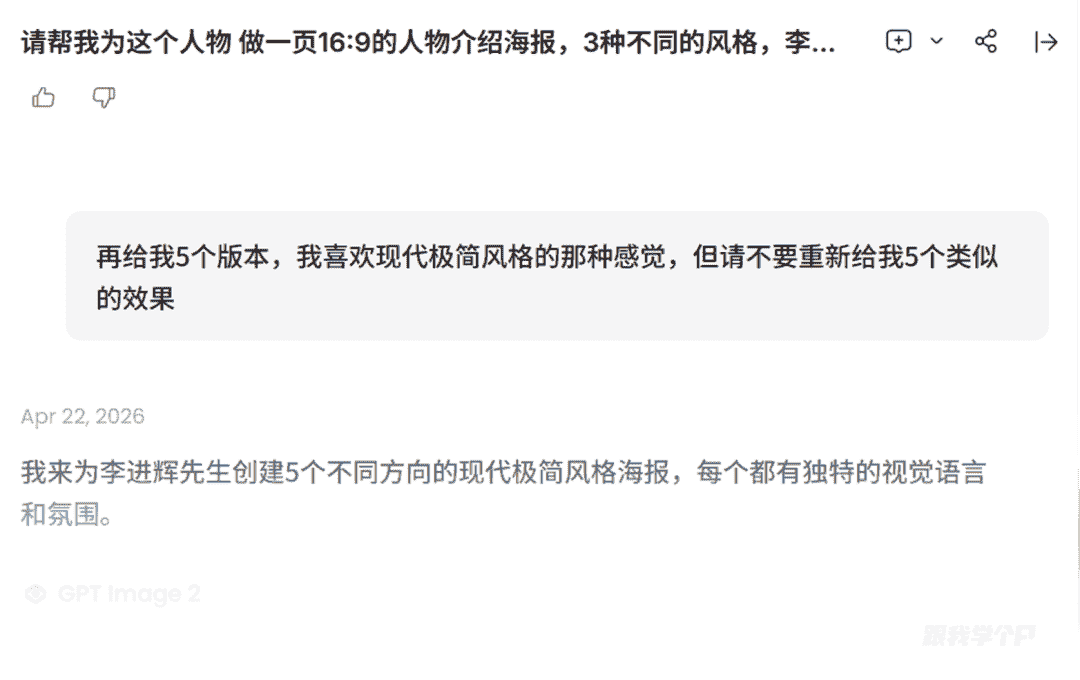 请帮我为这个人物 做一页16:9的人物介绍海报，3种不同的风格，李...
再给我5个版本，我喜欢现代极简风格的那种感觉，但请不要重新给我5个类似
的效果
Apr 22, 2026
我来为李进辉先生创建5个不同方向的现代极简风格海报，每个都有独特的视觉语言
和氛围。
GPT Image 2
跟我学个P